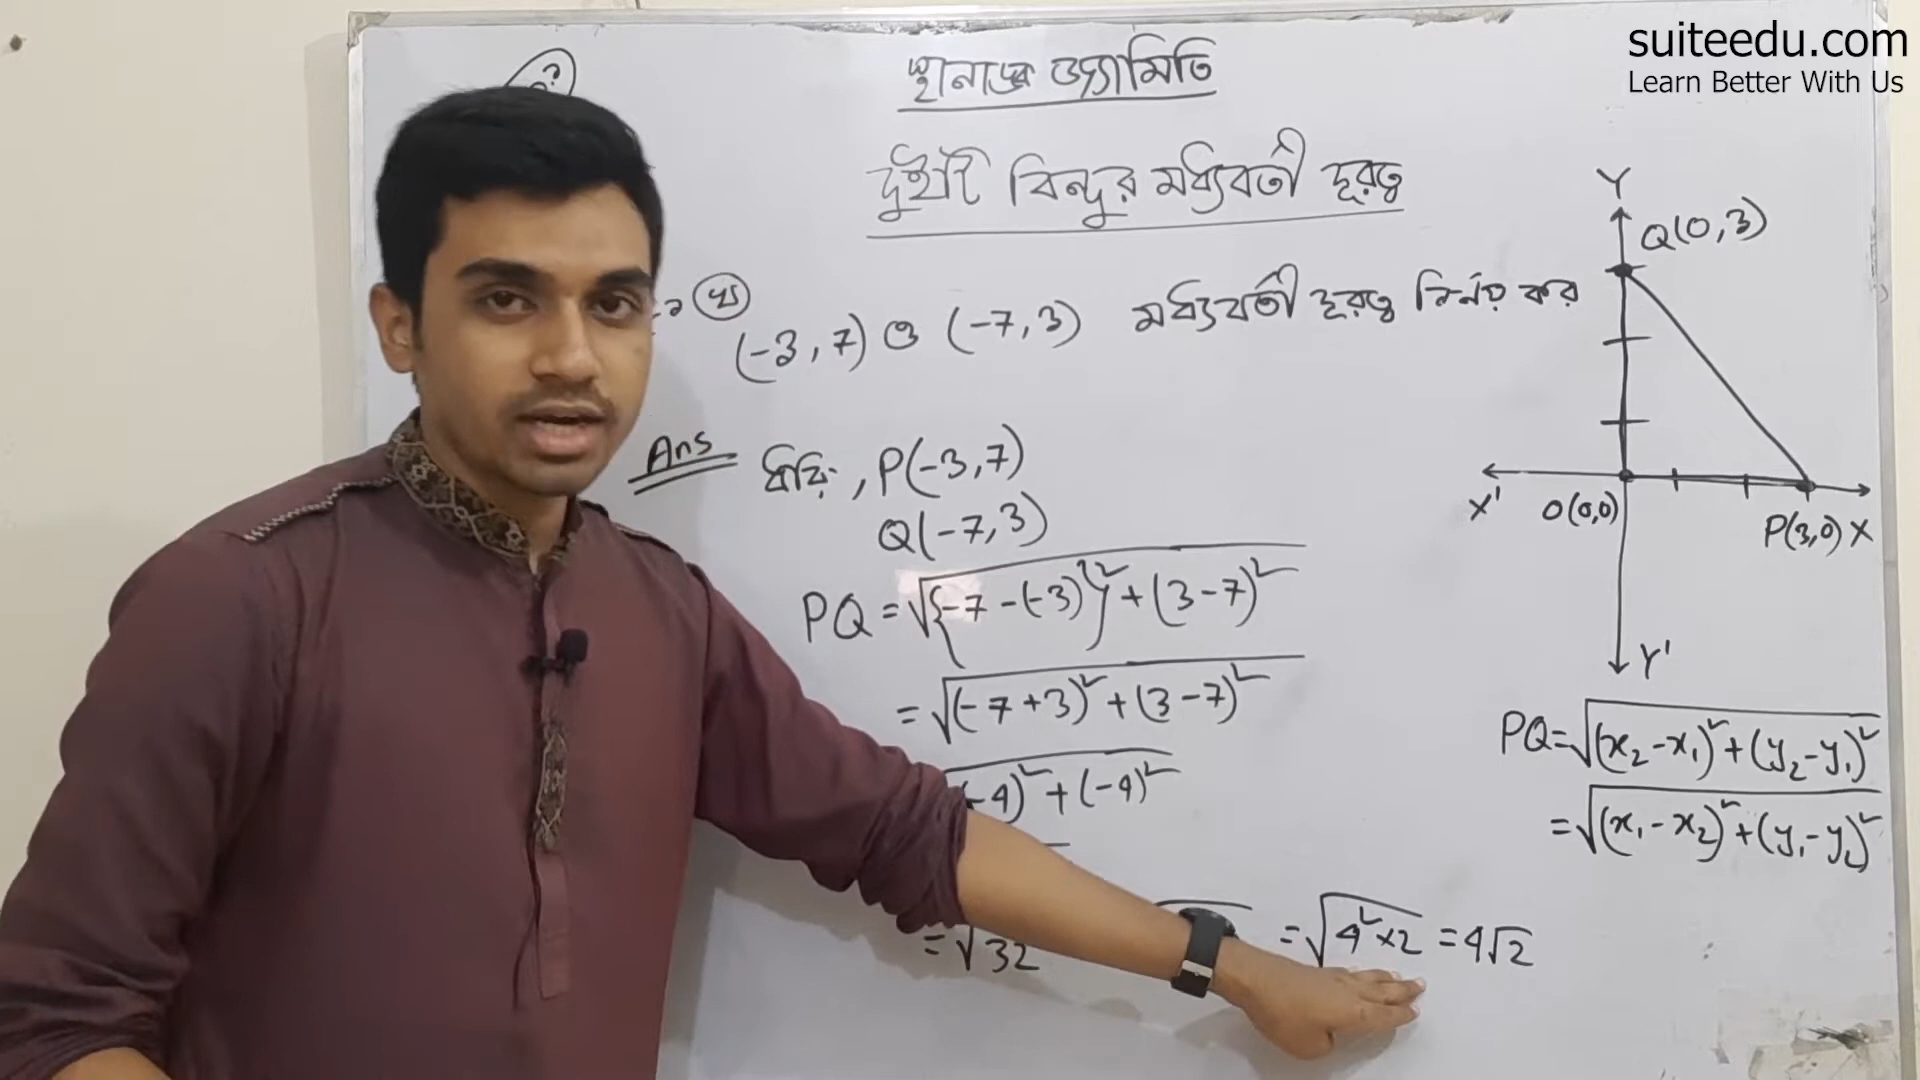 suiteedu.com
Learn Better With Us
স্থানাঙ্ক জ্যামিতি
দুইটি বিন্দুর মধ্যবর্তী দূরত্ব
(-3, 7) ও (-7, 3) মধ্যবর্তী দূরত্ব নির্ণয় কর
Ans ধরি, P(-3, 7)
Q(-7, 3)
PQ = √{-7 - (-3)}² + (3 - 7)²
= √(-7 + 3)² + (3 - 7)²
-4)² + (-4)²
= √32
= √4² × 2 = 4√2
Y
Q(0, 3)
X'
O(0,0)
P(3,0) X
Y'
PQ = √(x₂ - x₁)² + (y₂ - y₁)²
= √(x₁ - x₂)² + (y₁ - y₂)²